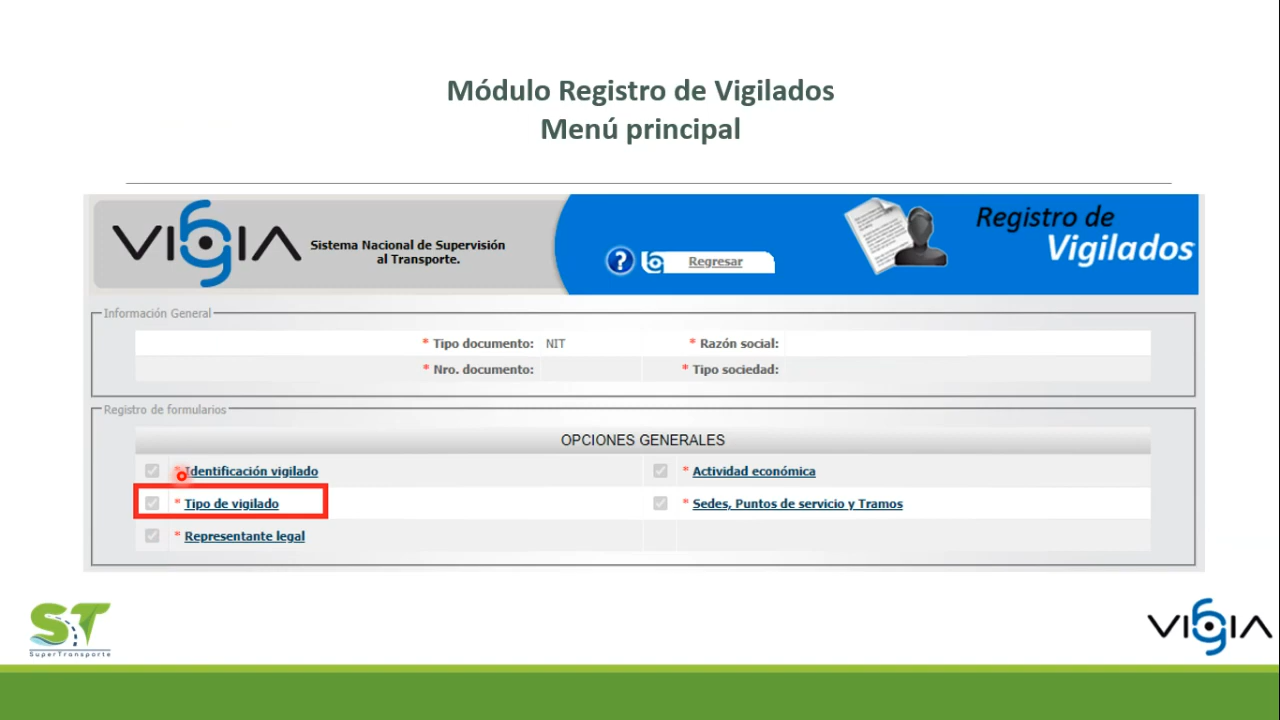 Módulo Registro de Vigilados
Menú principal
VIGIA
Sistema Nacional de Supervisión
al Transporte.
?
Regresar
Registro de
Vigilados
Información General
* Tipo documento: NIT * Razón social:
* Nro. documento: * Tipo sociedad:
Registro de formularios
OPCIONES GENERALES
* Identificación vigilado * Actividad económica
* Tipo de vigilado * Sedes, Puntos de servicio y Tramos
* Representante legal
ST
SuperTransporte
VIGIA